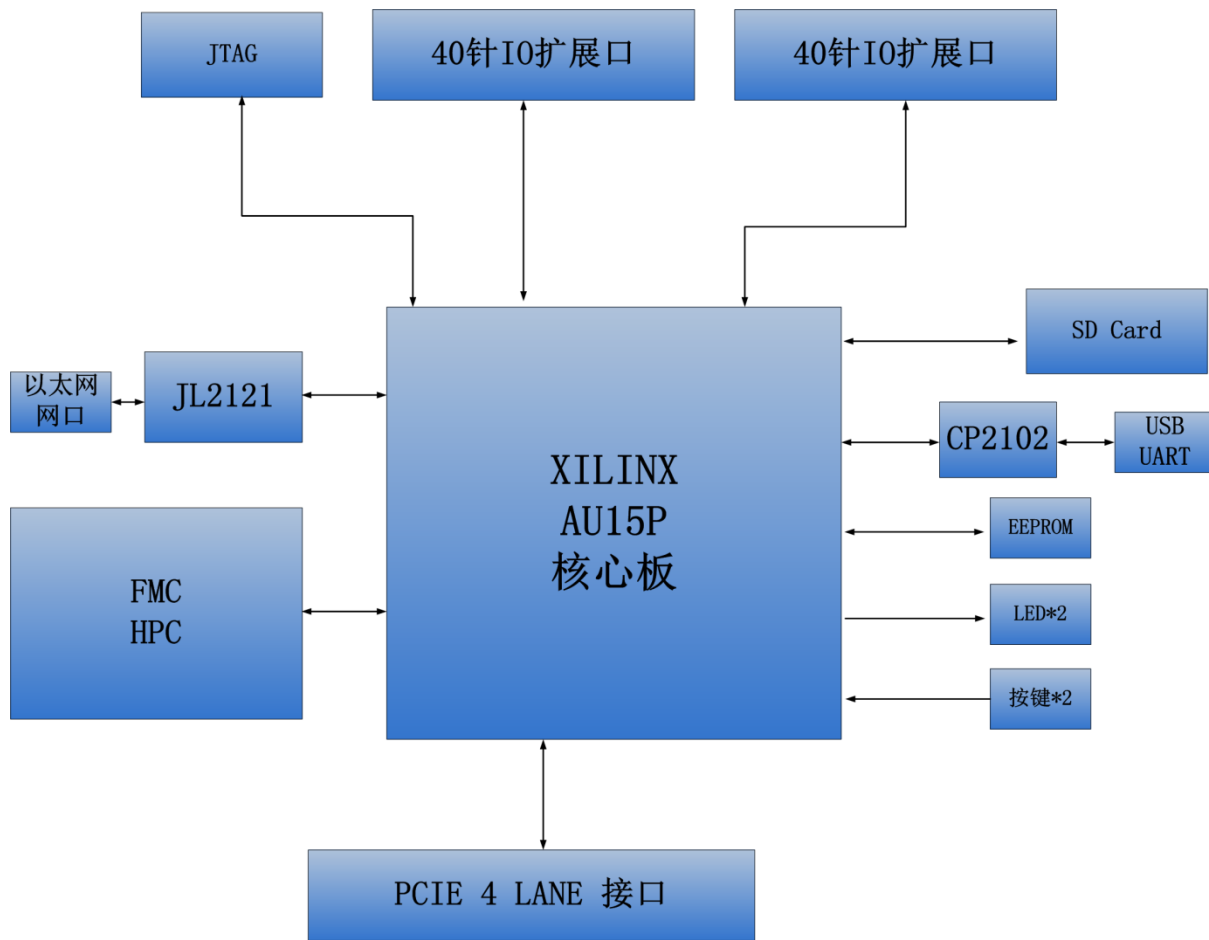 JTAG
40针IO扩展口
40针IO扩展口
SD Card
以太网
网口
JL2121
CP2102
USB
UART
XILINX
AU15P
核心板
EEPROM
FMC
HPC
LED*2
按键*2
PCIE 4 LANE 接口